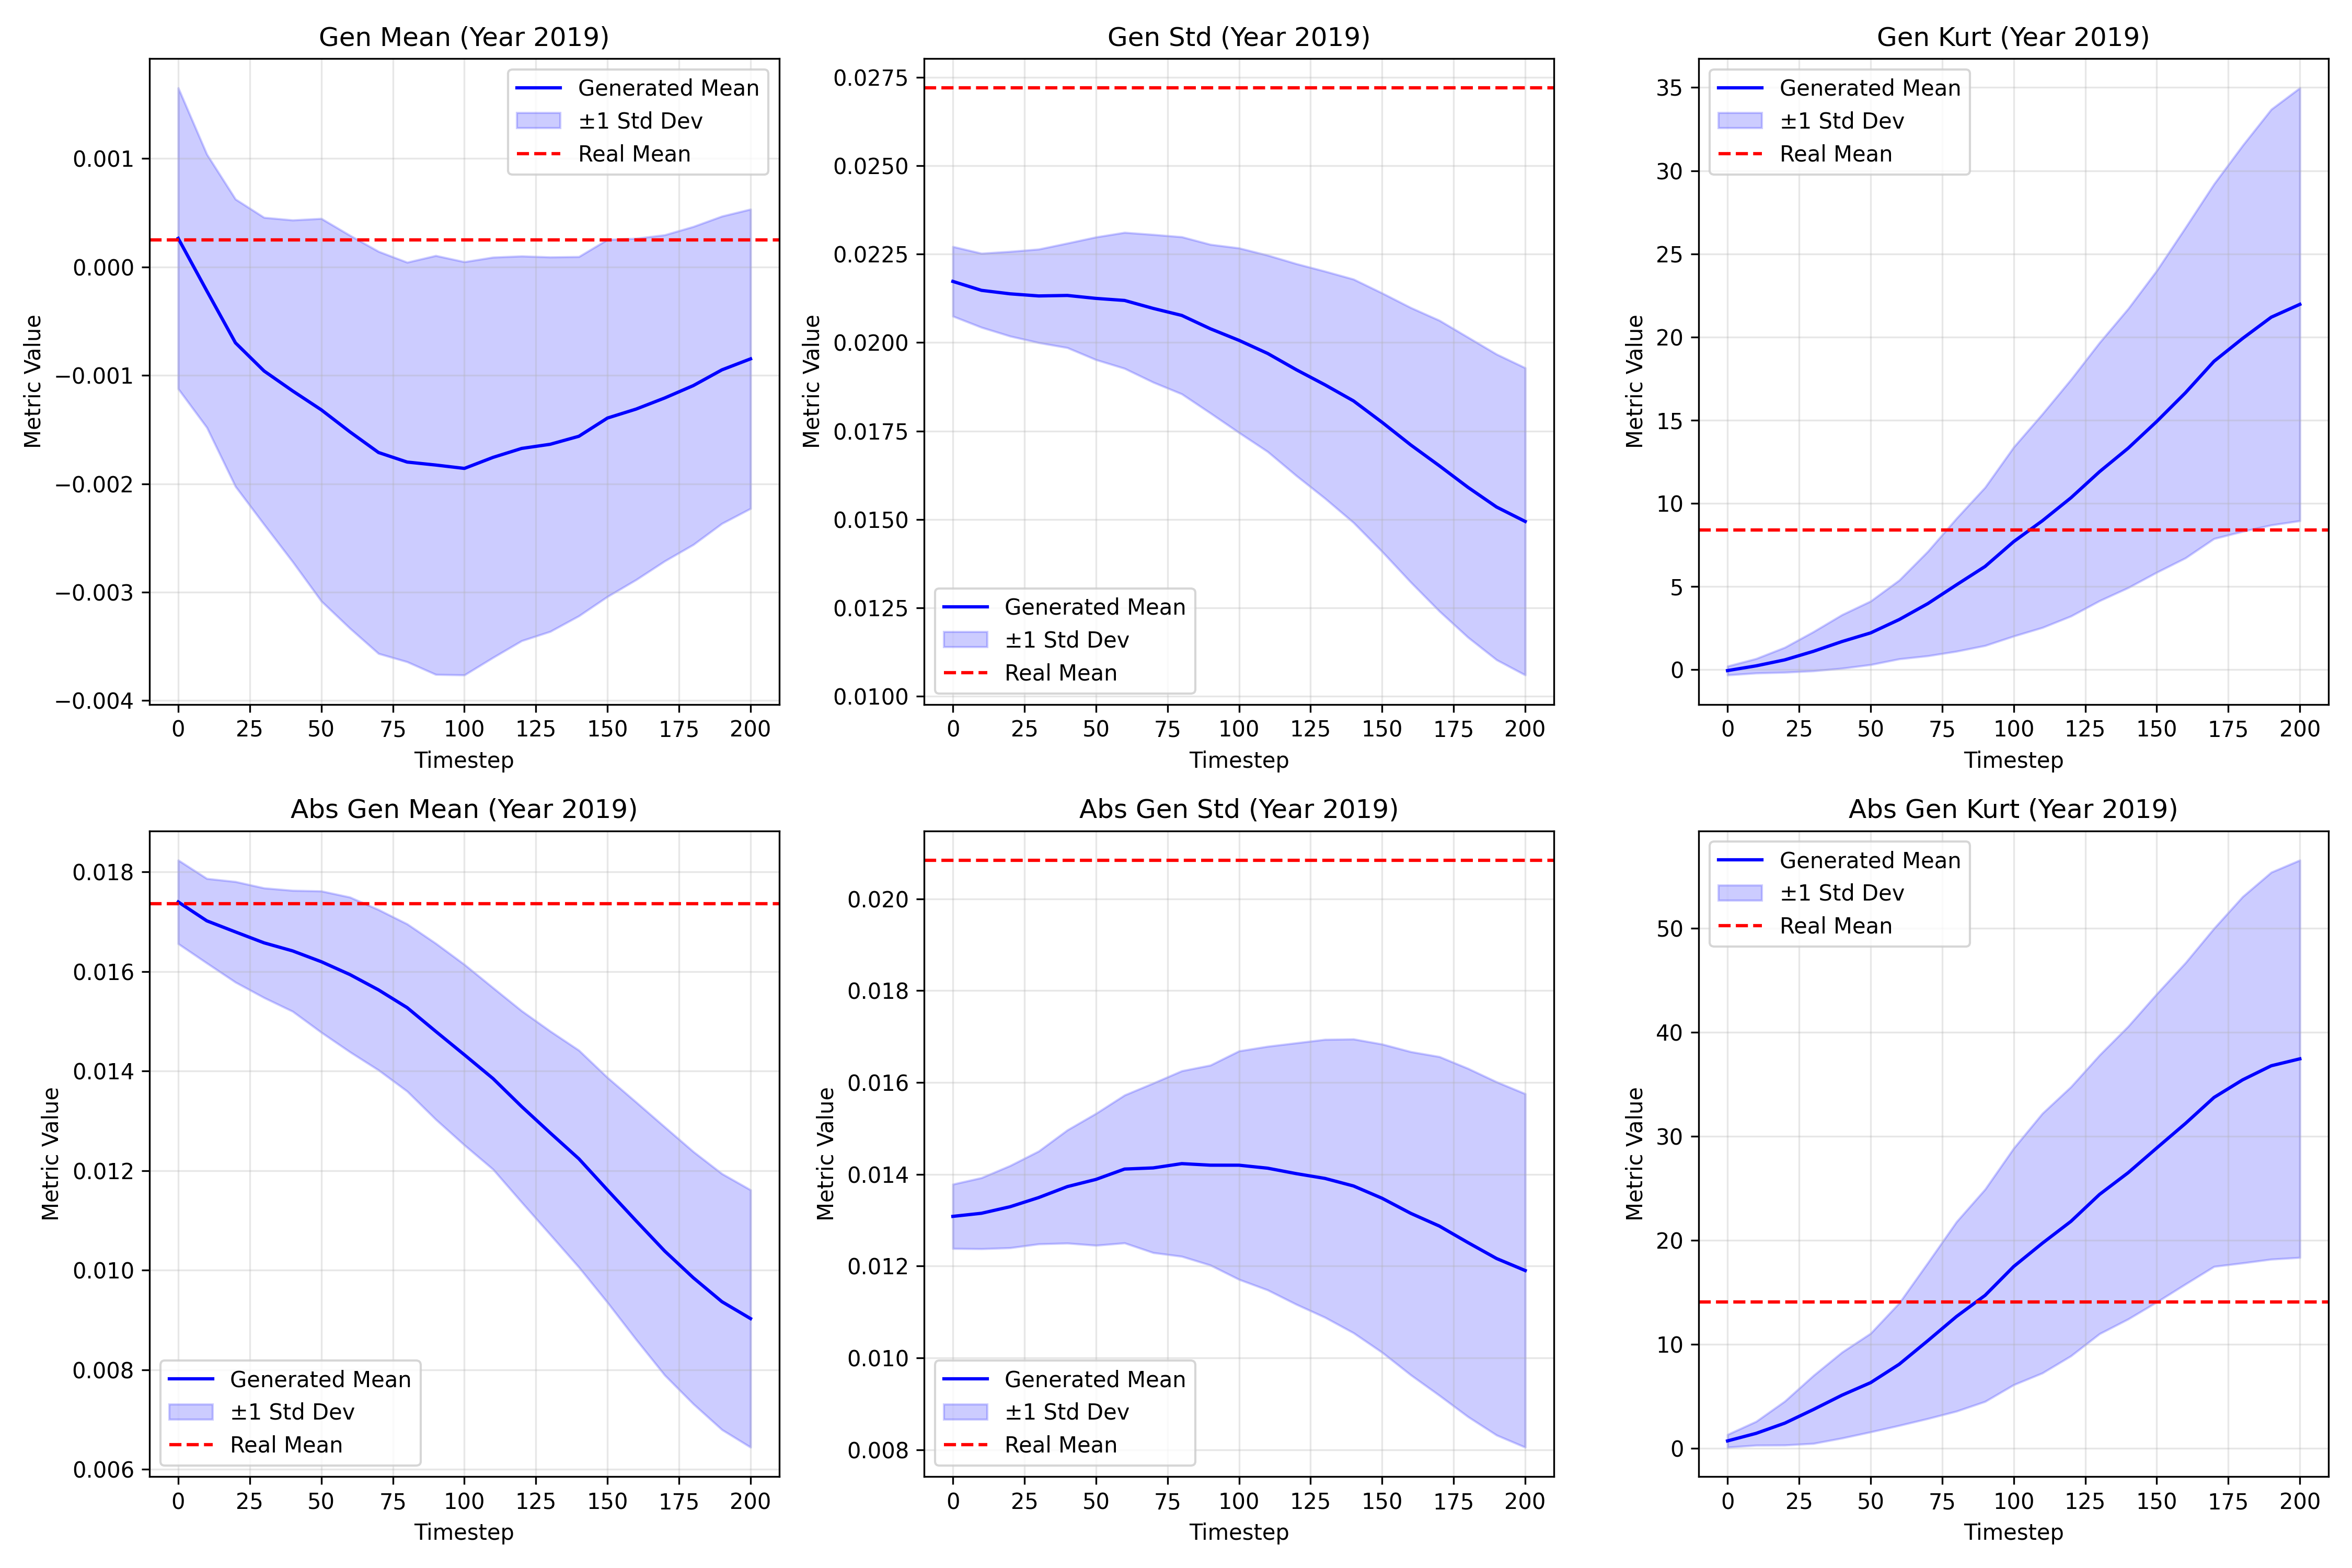 Gen Mean (Year 2019)
Metric Value
0.001
0.000
−0.001
−0.002
−0.003
−0.004
Generated Mean
±1 Std Dev
Real Mean
0 25 50 75 100 125 150 175 200
Timestep
Gen Std (Year 2019)
Metric Value
0.0275
0.0250
0.0225
0.0200
0.0175
0.0150
0.0125
0.0100
Generated Mean
±1 Std Dev
Real Mean
0 25 50 75 100 125 150 175 200
Timestep
Gen Kurt (Year 2019)
Metric Value
35
30
25
20
15
10
5
0
Generated Mean
±1 Std Dev
Real Mean
0 25 50 75 100 125 150 175 200
Timestep
Abs Gen Mean (Year 2019)
Metric Value
0.018
0.016
0.014
0.012
0.010
0.008
0.006
Generated Mean
±1 Std Dev
Real Mean
0 25 50 75 100 125 150 175 200
Timestep
Abs Gen Std (Year 2019)
Metric Value
0.020
0.018
0.016
0.014
0.012
0.010
0.008
Generated Mean
±1 Std Dev
Real Mean
0 25 50 75 100 125 150 175 200
Timestep
Abs Gen Kurt (Year 2019)
Metric Value
50
40
30
20
10
0
Generated Mean
±1 Std Dev
Real Mean
0 25 50 75 100 125 150 175 200
Timestep